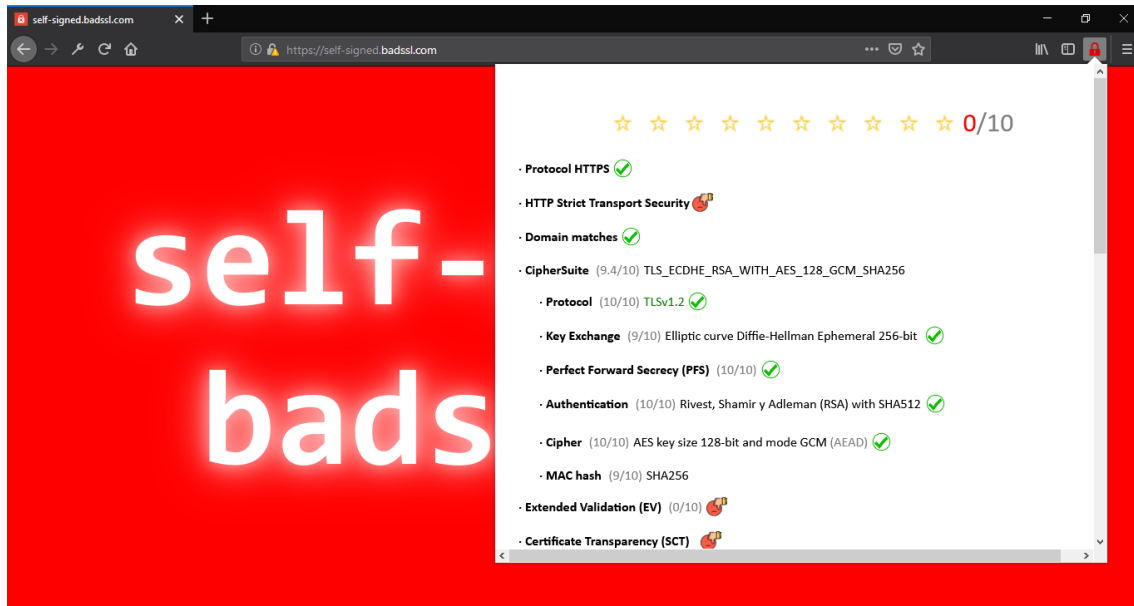 self-signed.badssl.com
https://self-signed.badssl.com
0/10
· Protocol HTTPS
· HTTP Strict Transport Security
· Domain matches
· CipherSuite (9.4/10) TLS_ECDHE_RSA_WITH_AES_128_GCM_SHA256
· Protocol (10/10) TLSv1.2
· Key Exchange (9/10) Elliptic curve Diffie-Hellman Ephemeral 256-bit
· Perfect Forward Secrecy (PFS) (10/10)
· Authentication (10/10) Rivest, Shamir y Adleman (RSA) with SHA512
· Cipher (10/10) AES key size 128-bit and mode GCM (AEAD)
· MAC hash (9/10) SHA256
· Extended Validation (EV) (0/10)
· Certificate Transparency (SCT)
self-
bads